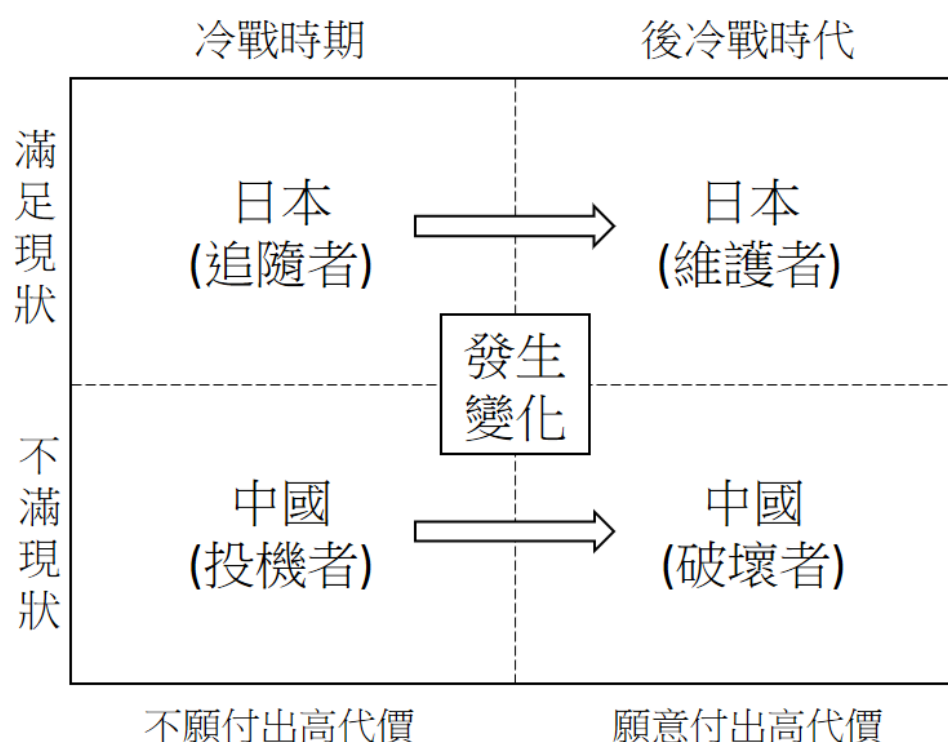 冷戰時期
後冷戰時代
滿足現狀
日本
(追隨者)
日本
(維護者)
發生
變化
不滿現狀
中國
(投機者)
中國
(破壞者)
不願付出高代價
願意付出高代價